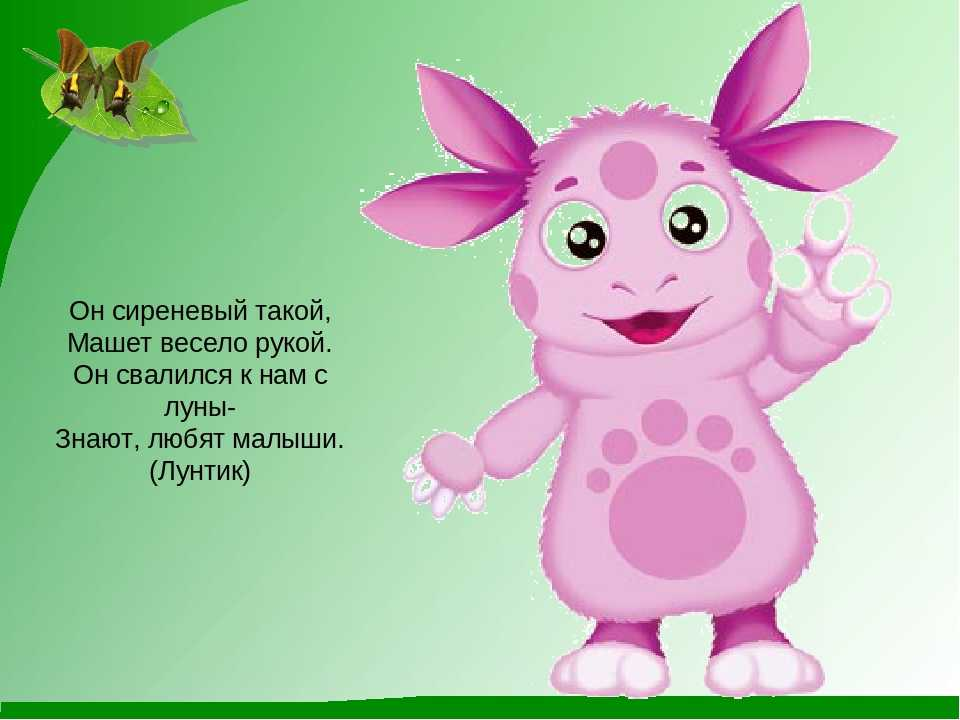 Он сиреневый такой,
Машет весело рукой.
Он свалился к нам с
луны-
Знают, любят малыши.
(Лунтик)